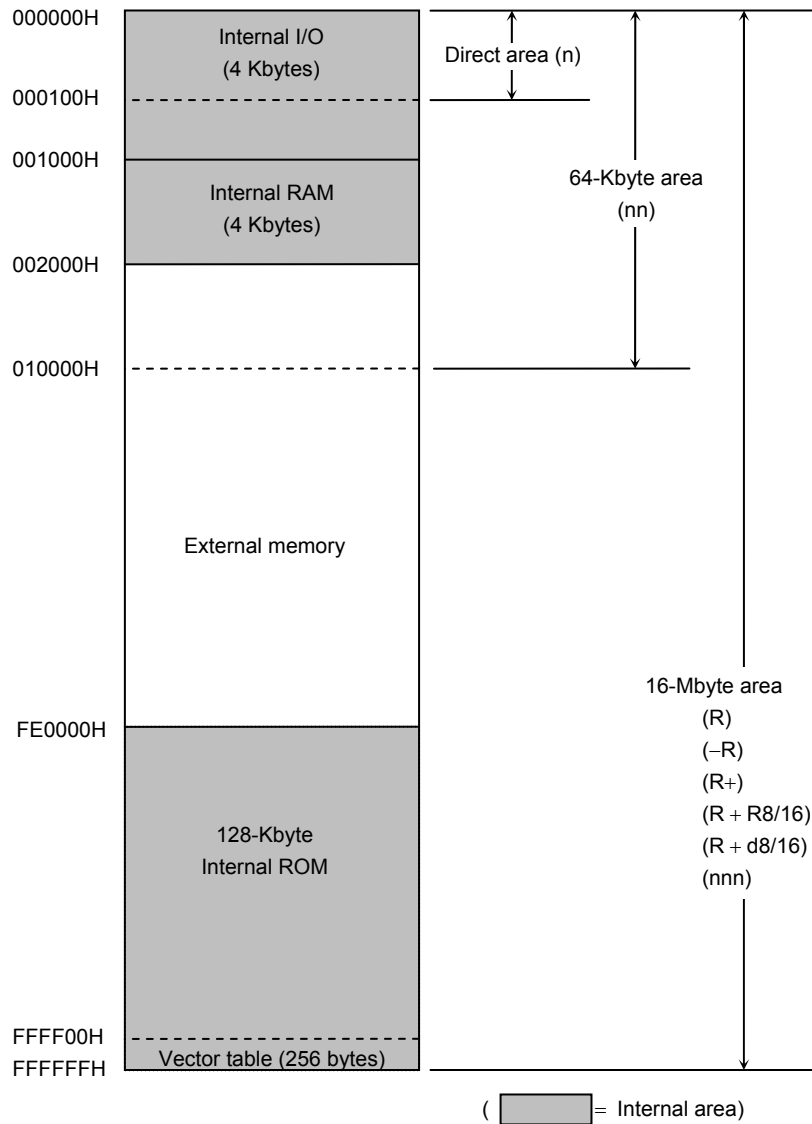 000000H
Internal I/O
(4 Kbytes)
Direct area (n)
000100H
001000H
64-Kbyte area
(nn)
Internal RAM
(4 Kbytes)
002000H
010000H
External memory
16-Mbyte area
(R)
(−R)
(R+)
(R + R8/16)
(R + d8/16)
(nnn)
FE0000H
128-Kbyte
Internal ROM
FFFF00H
Vector table (256 bytes)
FFFFFFH
( = Internal area)